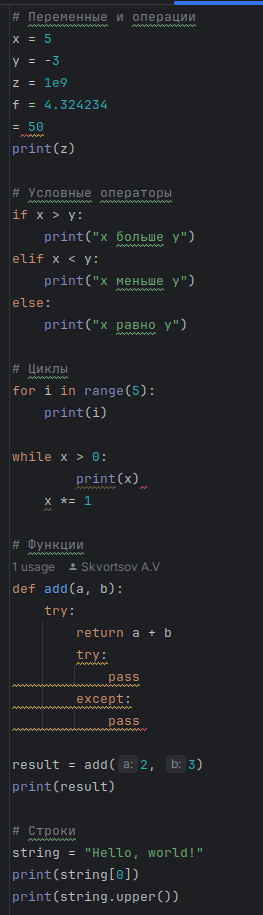 # Переменные и операции
x = 5
y = -3
z = 1e9
f = 4.324234
= 50
print(z)
# Условные операторы
if x > y:
    print("x больше y")
elif x < y:
    print("x меньше y")
else:
    print("x равно y")
# Циклы
for i in range(5):
    print(i)
while x > 0:
        print(x)
    x *= 1
# Функции
1 usage Skvortsov A.V
def add(a, b):
    try:
        return a + b
        try:
            pass
        except:
            pass
result = add( a: 2, b: 3)
print(result)
# Строки
string = "Hello, world!"
print(string[0])
print(string.upper())